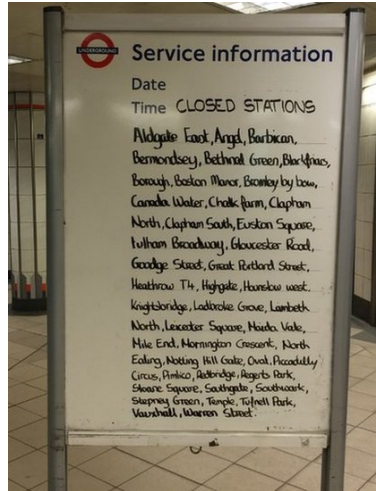 UNDERGROUND
Service information
Date
Time CLOSED STATIONS
Aldgate East, Angel, Barbican,
Bermondsey, Bethnal Green, Blackfriars,
Borough, Boston Manor, Bromley by bow,
Canada Water, Chalk farm, Clapham
North, Clapham South, Euston Square,
Fulham Broadway, Gloucester Road,
Goodge Street, Great Portland Street,
Heathrow T4, Highgate, Hounslow west,
Knightsbridge, Ladbroke Grove, Lambeth
North, Leicester Square, Maida Vale,
Mile End, Mornington Crescent, North
Ealing, Notting Hill Gate, Oval, Piccadilly
Circus, Pimlico, Redbridge, Regents Park,
Sloane Square, Southgate, Southwark,
Stepney Green, Temple, Tufnell Park,
Vauxhall, Warren Street.